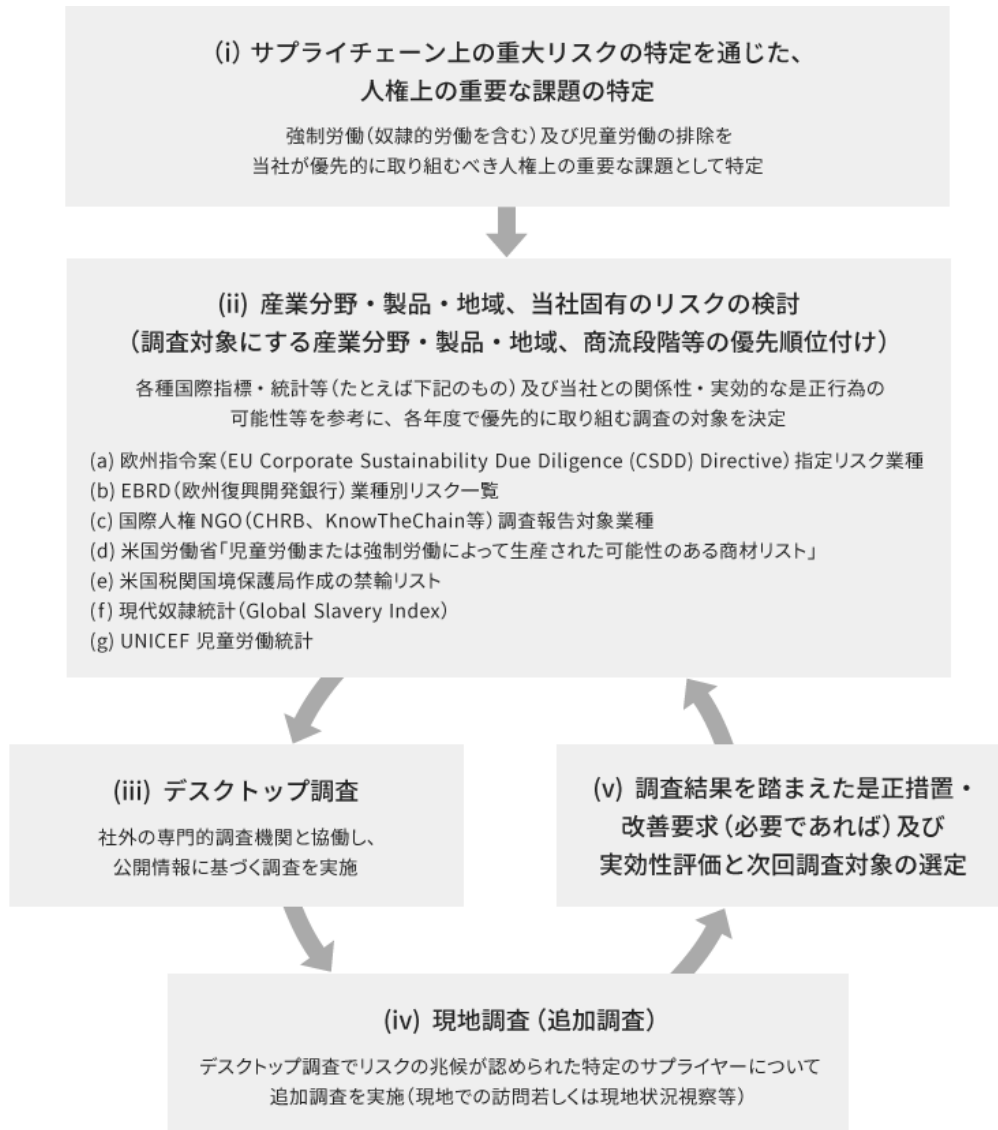 (i) サプライチェーン上の重大リスクの特定を通じた、
人権上の重要な課題の特定
強制労働(奴隷的労働を含む)及び児童労働の排除を
当社が優先的に取り組むべき人権上の重要な課題として特定
(ii) 産業分野・製品・地域、当社固有のリスクの検討
(調査対象にする産業分野・製品・地域、商流段階等の優先順位付け)
各種国際指標・統計等(たとえば下記のもの)及び当社との関係性・実効的な是正行為の
可能性等を参考に、各年度で優先的に取り組む調査の対象を決定
(a) 欧州指令案(EU Corporate Sustainability Due Diligence (CSDD) Directive)指定リスク業種
(b) EBRD(欧州復興開発銀行)業種別リスク一覧
(c) 国際人権NGO(CHRB、KnowTheChain等)調査報告対象業種
(d) 米国労働省「児童労働または強制労働によって生産された可能性のある商材リスト」
(e) 米国税関国境保護局作成の禁輸リスト
(f) 現代奴隷統計(Global Slavery Index)
(g) UNICEF 児童労働統計
(iii) デスクトップ調査
社外の専門的調査機関と協働し、
公開情報に基づく調査を実施
(v) 調査結果を踏まえた是正措置・
改善要求(必要であれば)及び
実効性評価と次回調査対象の選定
(iv) 現地調査(追加調査)
デスクトップ調査でリスクの兆候が認められた特定のサプライヤーについて
追加調査を実施(現地での訪問若しくは現地状況視察等)